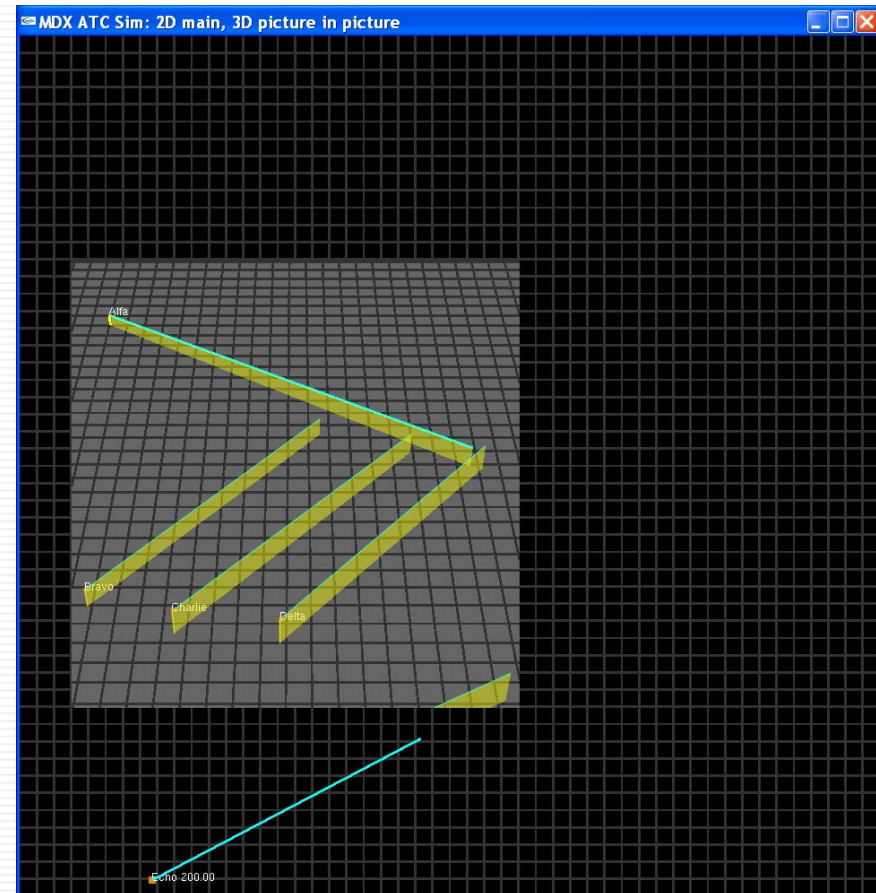 MDX ATC Sim: 2D main, 3D picture in picture
Alfa
Bravo
Charlie
Delta
Echo 200.00